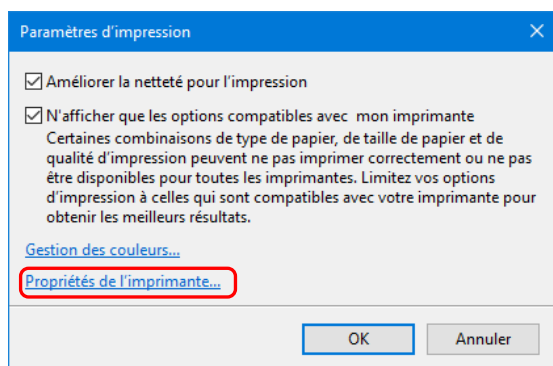 Paramètres d'impression
Améliorer la netteté pour l'impression
N'afficher que les options compatibles avec mon imprimante
Certaines combinaisons de type de papier, de taille de papier et de
qualité d'impression peuvent ne pas imprimer correctement ou ne pas
être disponibles pour toutes les imprimantes. Limitez vos options
d'impression à celles qui sont compatibles avec votre imprimante pour
obtenir les meilleurs résultats.
Gestion des couleurs...
Propriétés de l'imprimante...
OK Annuler